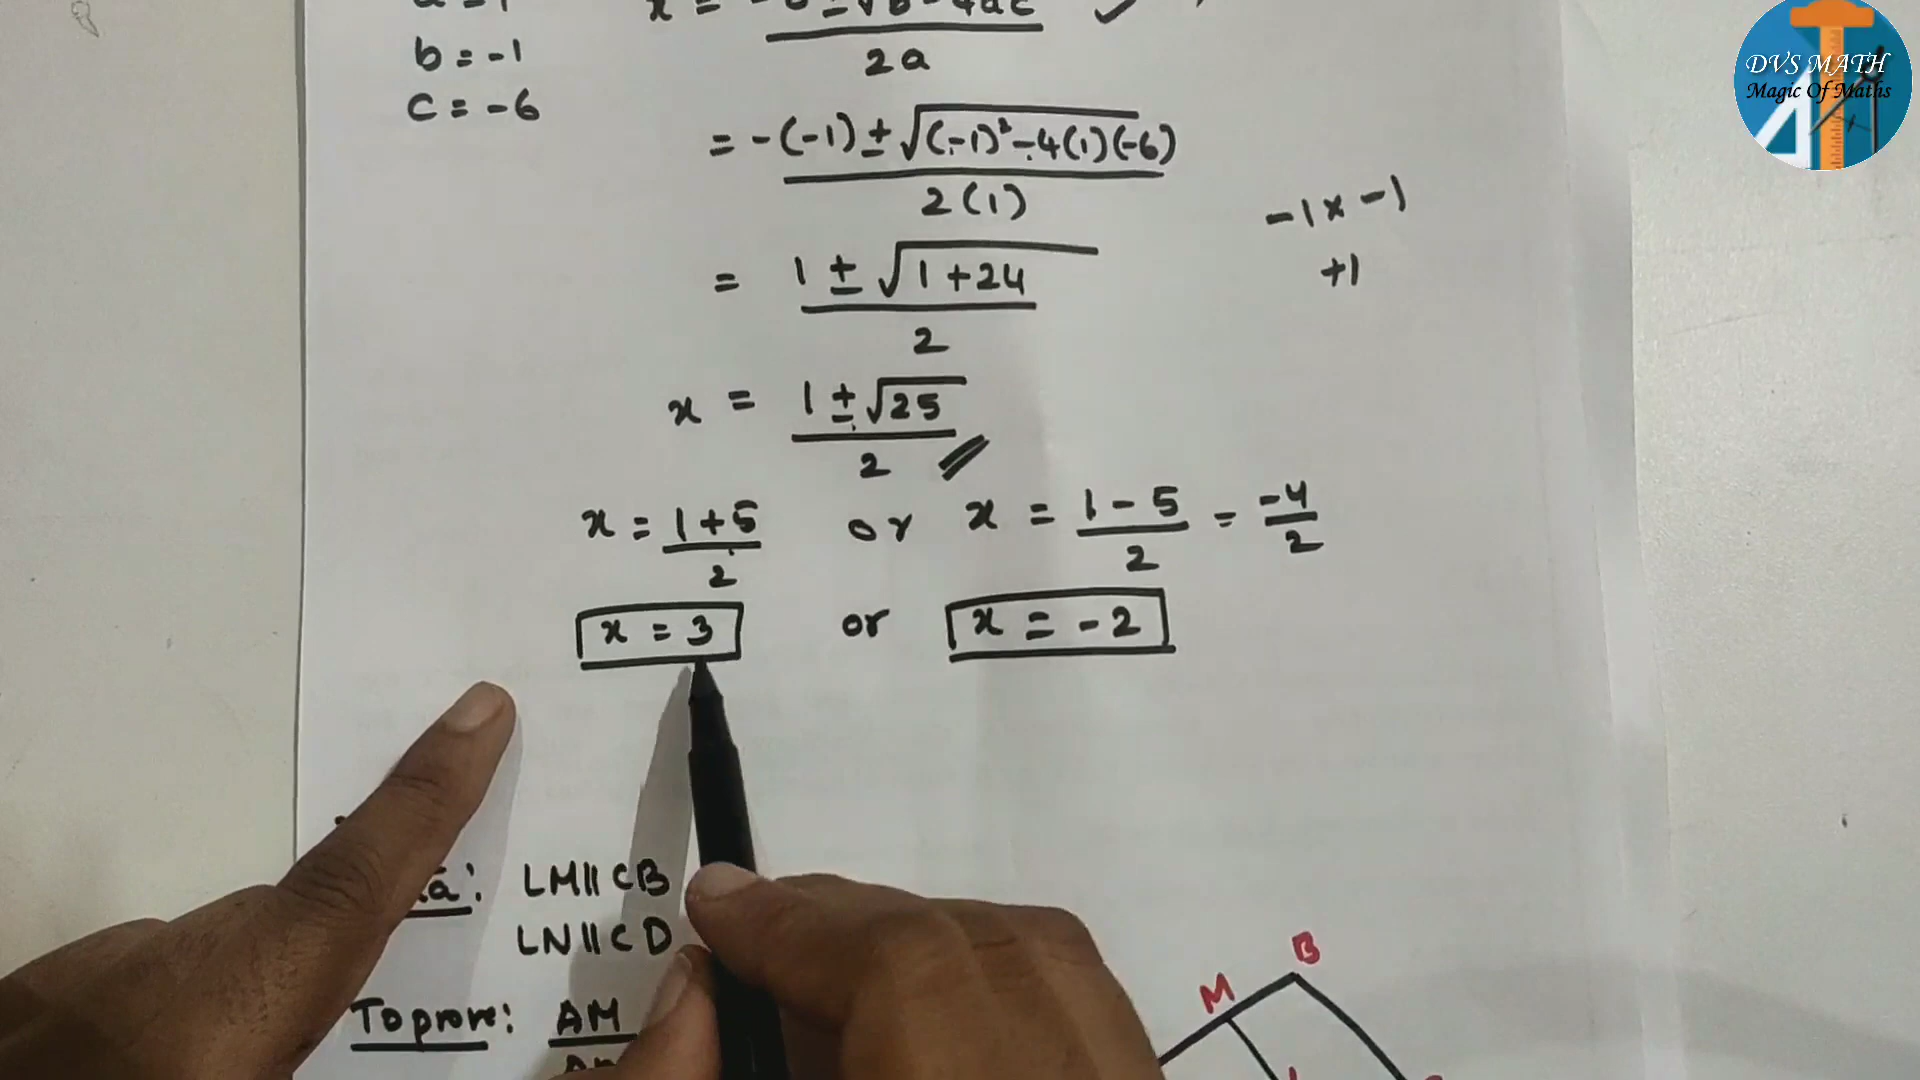 b = -1
x = -b ± √b² - 4ac
2a
c = -6
= -(-1) ± √(-1)² - 4(1)(-6)
2(1)
-1 x -1
= 1 ± √1 + 24
+1
2
x = 1 ± √25
2
x = 1 + 5 or x = 1 - 5 = -4
2 2 2
x = 3 or x = -2
LM || CB
LN || CD
To prove: AM
B
M
DVS MATH
Magic Of Maths